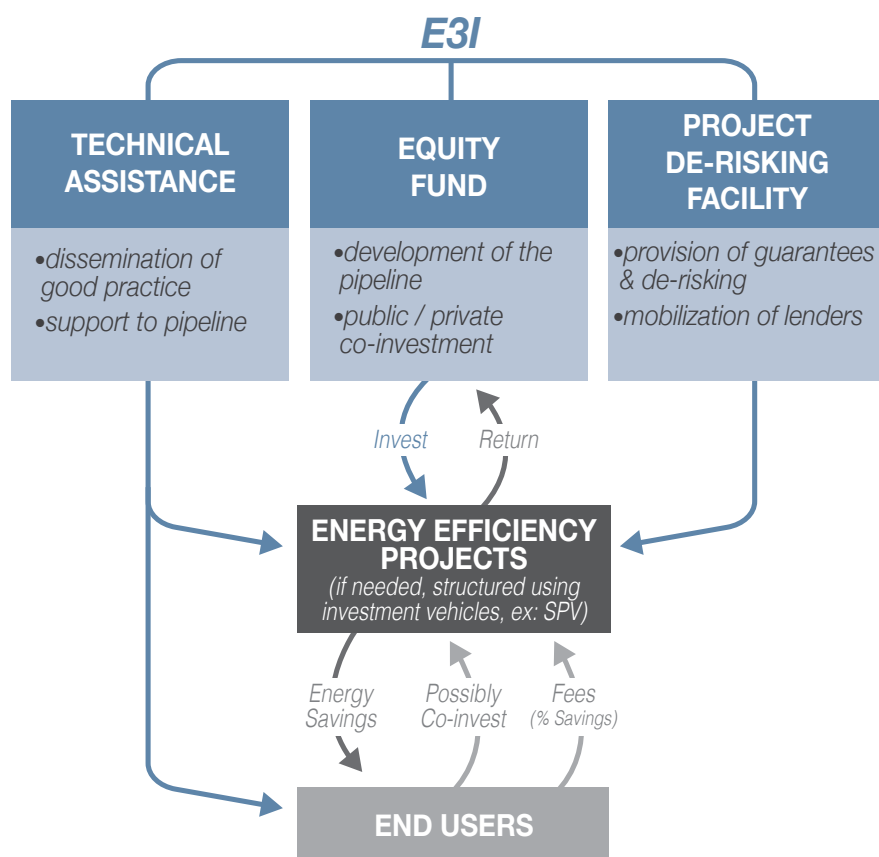 E3I
TECHNICAL
ASSISTANCE
•dissemination of
good practice
•support to pipeline
EQUITY
FUND
•development of the
pipeline
•public / private
co-investment
PROJECT
DE-RISKING
FACILITY
•provision of guarantees
& de-risking
•mobilization of lenders
Invest
Return
ENERGY EFFICIENCY
PROJECTS
(if needed, structured using
investment vehicles, ex: SPV)
Energy
Savings
Possibly
Co-invest
Fees
(% Savings)
END USERS